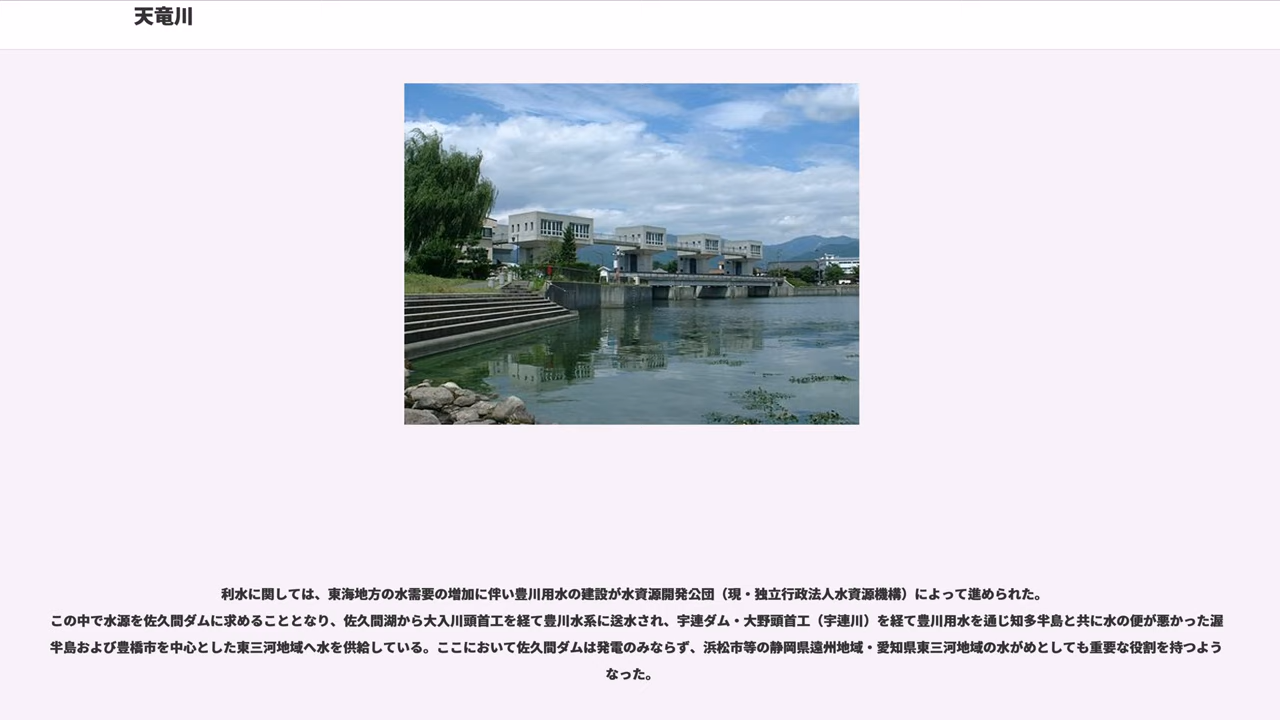 天竜川
利水に関しては、東海地方の水需要の増加に伴い豊川用水の建設が水資源開発公団（現・独立行政法人水資源機構）によって進められた。
この中で水源を佐久間ダムに求めることとなり、佐久間湖から大入川頭首工を経て豊川水系に送水され、宇連ダム・大野頭首工（宇連川）を経て豊川用水を通じ知多半島と共に水の便が悪かった渥
半島および豊橋市を中心とした東三河地域へ水を供給している。ここにおいて佐久間ダムは発電のみならず、浜松市等の静岡県遠州地域・愛知県東三河地域の水がめとしても重要な役割を持つよう
なった。